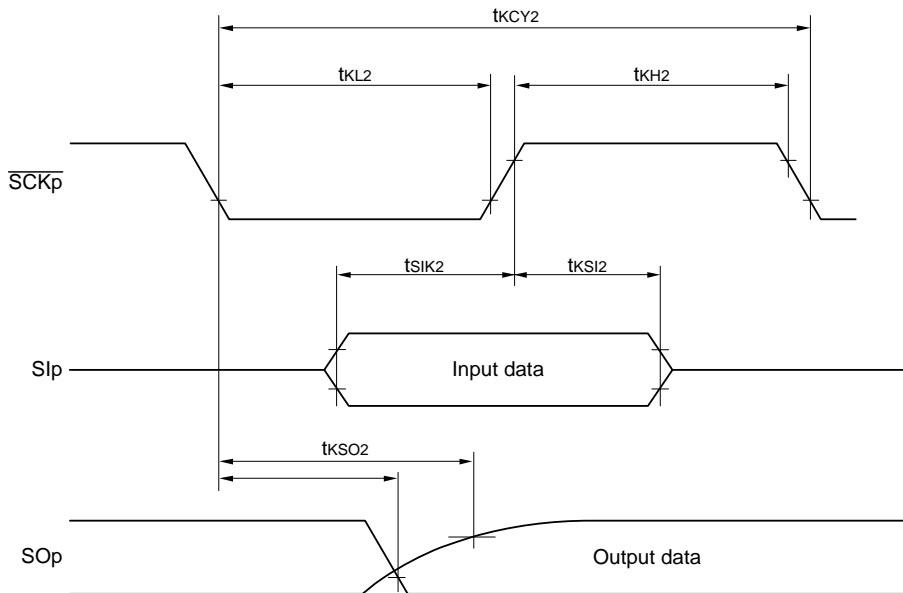 tKCY2
tKL2
tKH2
SCKp
tSIK2
tKSI2
SIp
Input data
tKSO2
SOp
Output data